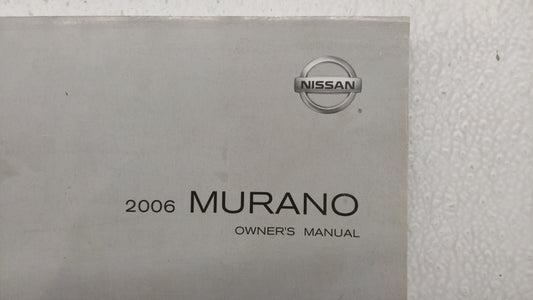 NISSAN
®
2006 MURANO
OWNER'S MANUAL